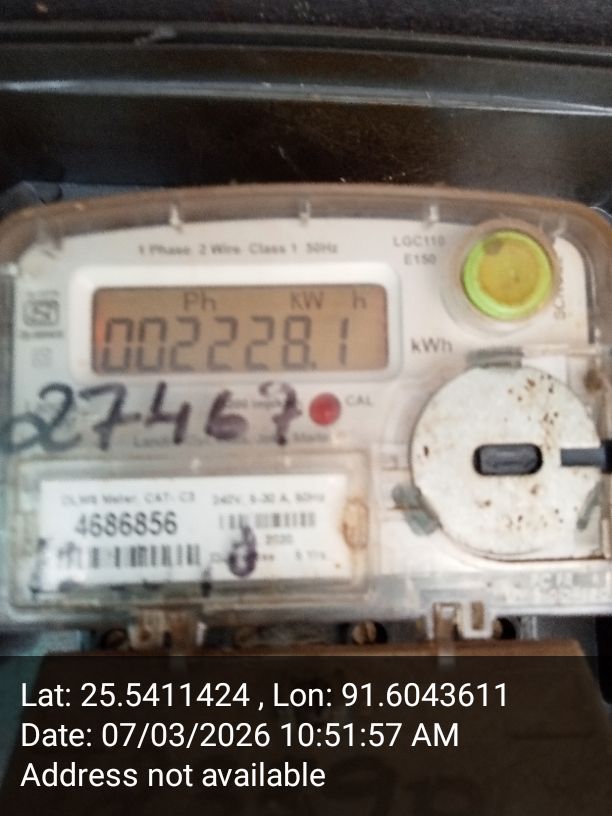 1 Phase 2 Wire Class 1 50Hz
LGC110
E150
Ph kW h
002228.1
kWh
27467
CAL
DLMS Meter, CAT: C3
240V, 5-30 A, 50Hz
4686856
2020
5 Yrs
Lat: 25.5411424 , Lon: 91.6043611
Date: 07/03/2026 10:51:57 AM
Address not available